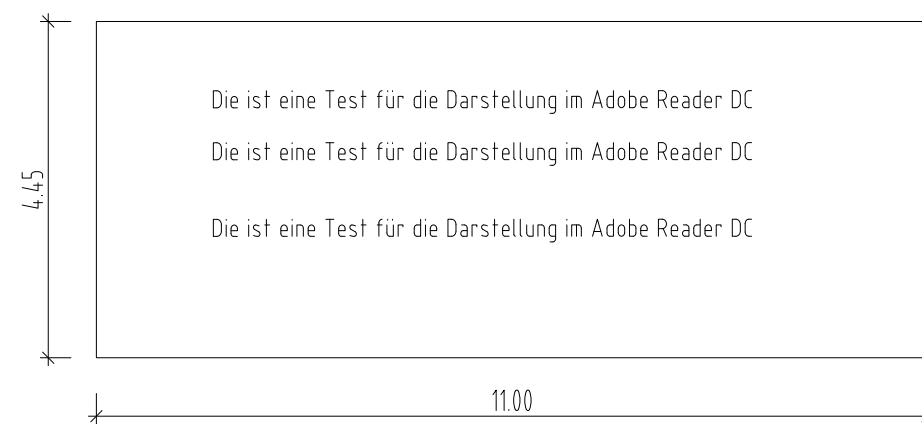 Die ist eine Test für die Darstellung im Adobe Reader DC
Die ist eine Test für die Darstellung im Adobe Reader DC
4.45
Die ist eine Test für die Darstellung im Adobe Reader DC
11.00